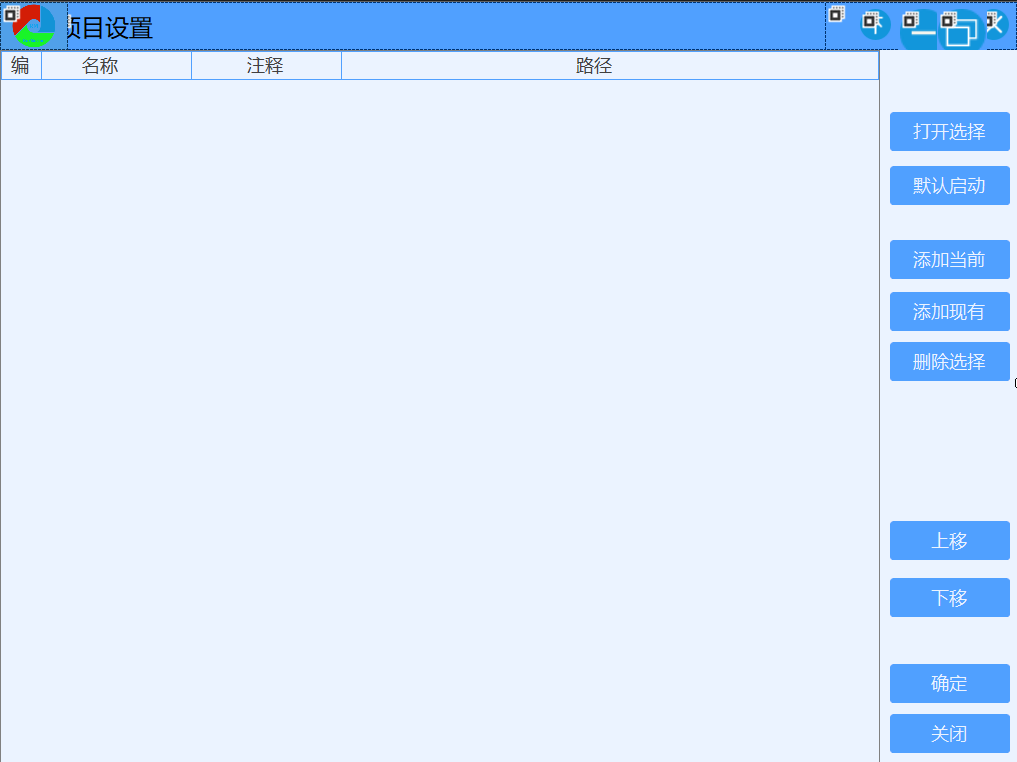 项目设置
编 名称 注释 路径
打开选择
默认启动
添加当前
添加现有
删除选择
上移
下移
确定
关闭